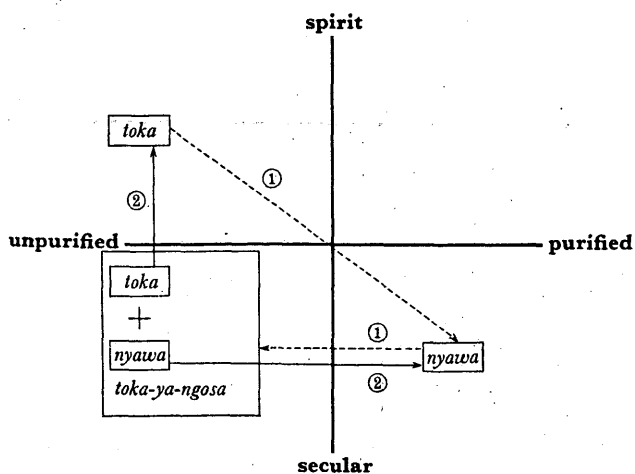 spirit
toka
①
②
unpurified
purified
toka
+
①
nyawa
nyawa
②
toka-ya-ngosa
secular